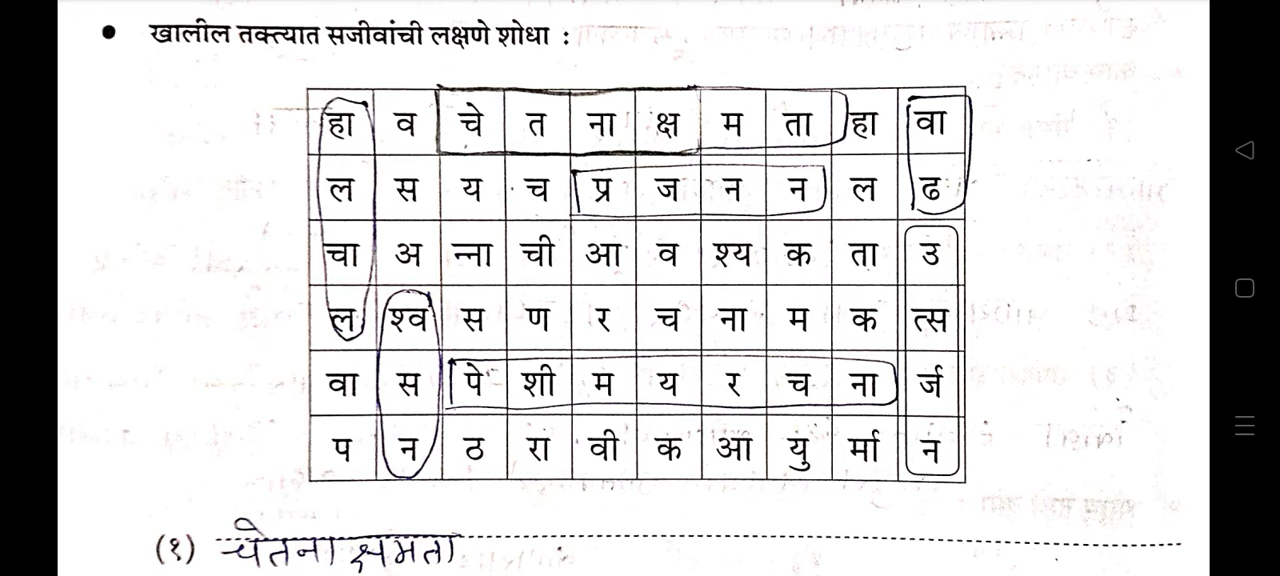 खालील तक्त्यात सजीवांची लक्षणे शोधा :
हा व चे त ना क्ष म ता हा वा
ल स य च प्र ज न न ल ढ
चा अ न्ना ची आ व श्य क ता उ
ल श्व स ण र च ना म क त्स
वा स पे शी म य र च ना र्ज
प न ठ रा वी क आ यु र्मा न
(१) चेतना क्षमता